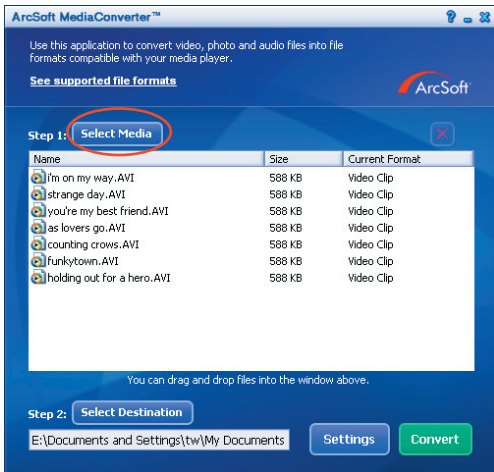 ArcSoft MediaConverter™
Use this application to convert video, photo and audio files into file
formats compatible with your media player.
See supported file formats
ArcSoft®
Step 1: Select Media
Name Size Current Format
i'm on my way.AVI 588 KB Video Clip
strange day.AVI 588 KB Video Clip
you're my best friend.AVI 588 KB Video Clip
as lovers go.AVI 588 KB Video Clip
counting crows.AVI 588 KB Video Clip
funkytown.AVI 588 KB Video Clip
holding out for a hero.AVI 588 KB Video Clip
You can drag and drop files into the window above.
Step 2: Select Destination
E:\Documents and Settings\tw\My Documents Settings Convert